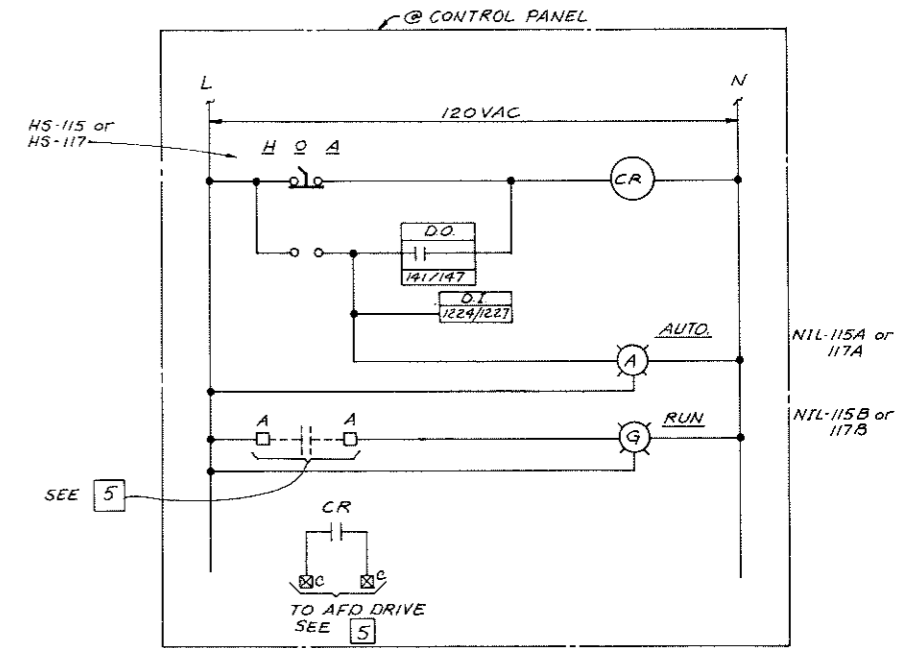 @ CONTROL PANEL
L
N
120VAC
HS-115 or
HS-117
H O A
CR
D.O.
141/147
D.I
1224/1227
AUTO.
A
NIL-115A or
117A
A
A
RUN
G
NIL-115B or
117B
SEE 5
CR
C
C
TO AFD DRIVE
SEE 5